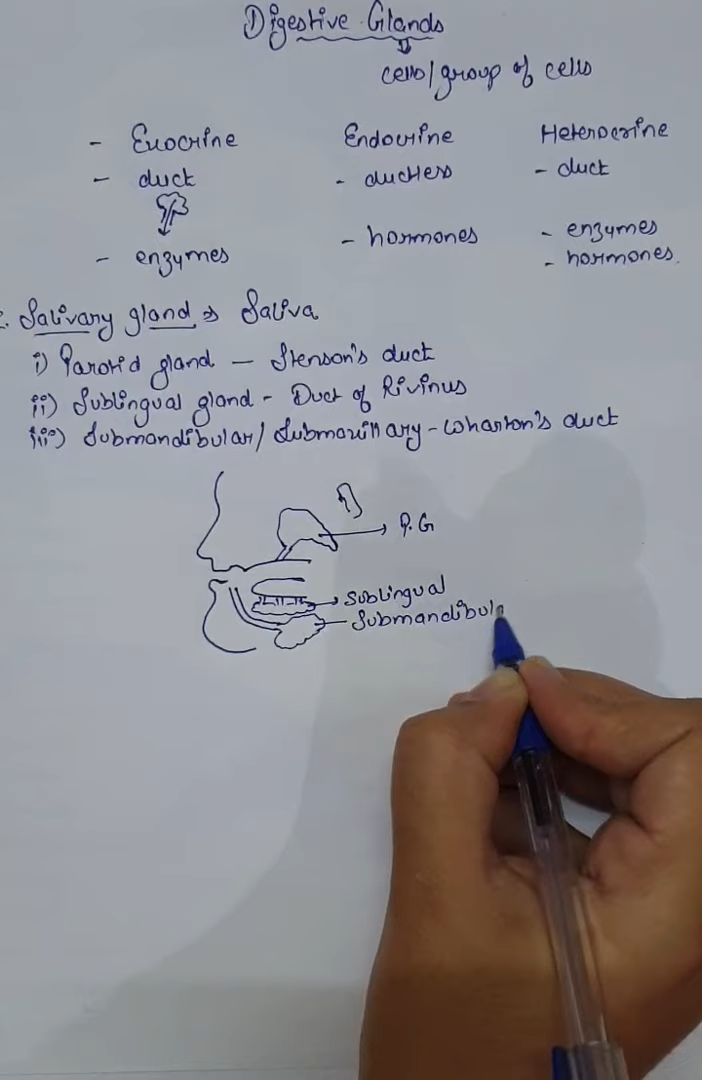 Digestive Glands
cells/group of cells
- Exocrine Endocrine Heterocrine
- duct - ductless - duct
- enzymes - hormones - enzymes
- hormones.
. Salivary gland → Saliva
i) Parotid gland — Stenson's duct
ii) Sublingual gland - Duct of Rivinus
iii) Submandibular/Submaxillary - Wharton's duct
P.G
Sublingual
Submandibul